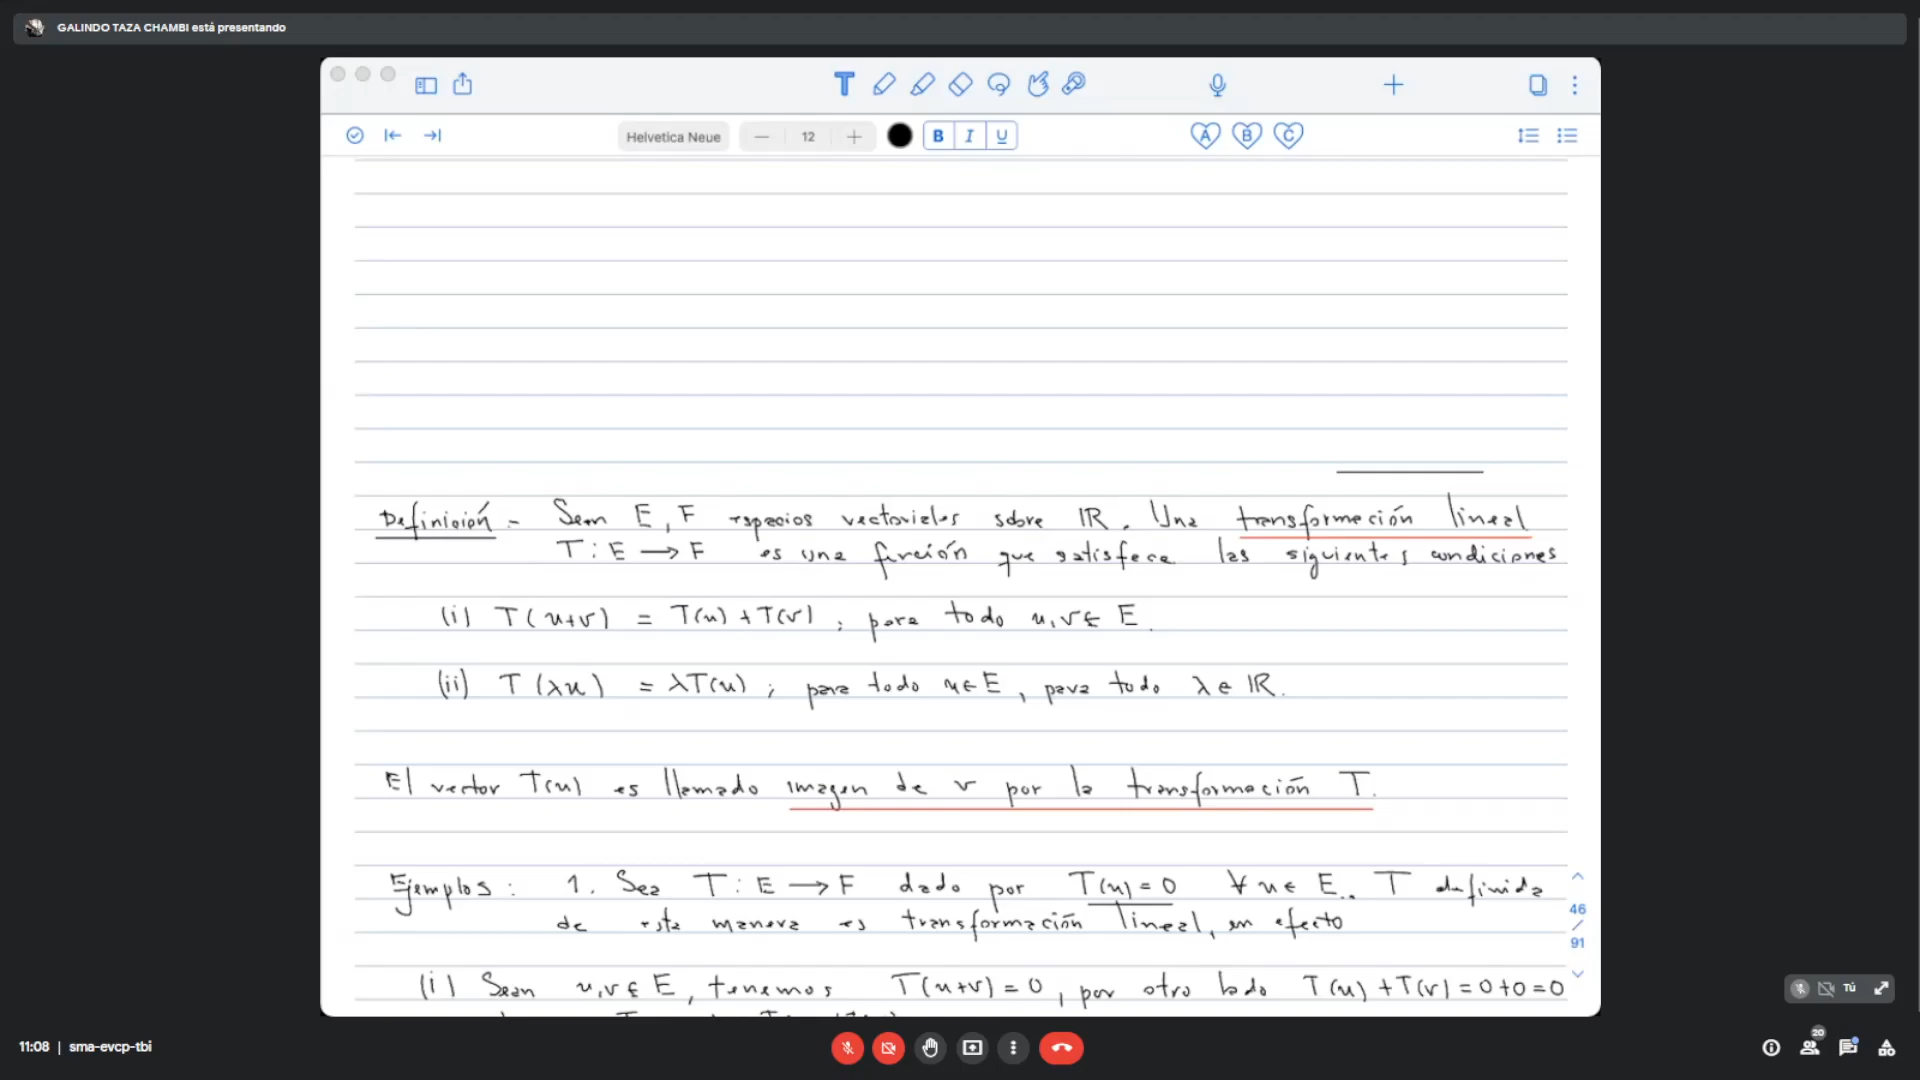 GALINDO TAZA CHAMBI está presentando
Helvetica Neue — 12 + B I U A B C
Definición - Sean E, F espacios vectoriales sobre IR. Una transformación lineal
T : E → F es una función que satisface las siguientes condiciones
(i) T(u+v) = T(u) + T(v) ; para todo u,v ∈ E.
(ii) T(λu) = λT(u) ; para todo u ∈ E, para todo λ ∈ IR.
El vector T(u) es llamado imagen de v por la transformación T.
Ejemplos : 1. Sea T : E → F dado por T(u) = 0 ∀ u ∈ E. T definida
de esta manera es transformación lineal, en efecto
(i) Sean u,v ∈ E, tenemos T(u+v) = 0, por otro lado T(u) + T(v) = 0+0 = 0
46
/
91
Tú
11:08 | sma-evcp-tbi
20